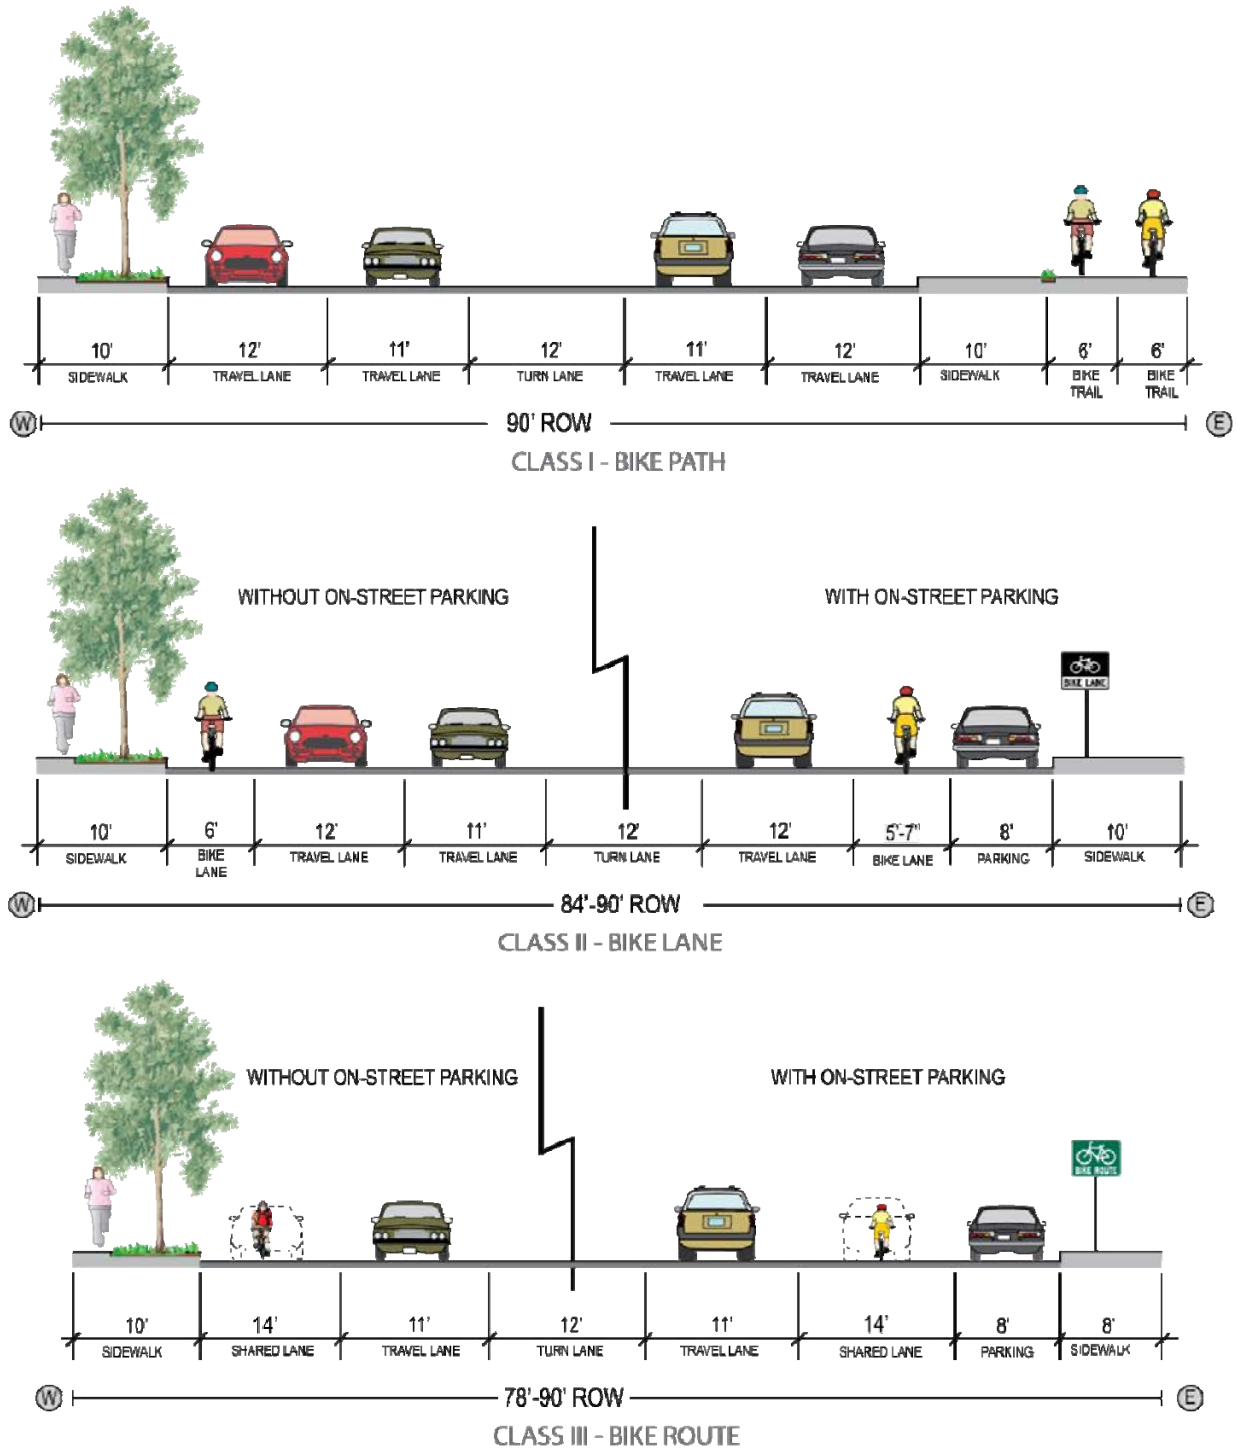 10' 12' 11' 12' 11' 12' 10' 6' 6'
SIDEWALK TRAVEL LANE TRAVEL LANE TURN LANE TRAVEL LANE TRAVEL LANE SIDEWALK BIKE BIKE
TRAIL TRAIL
W 90' ROW E
CLASS I - BIKE PATH
WITHOUT ON-STREET PARKING WITH ON-STREET PARKING
BIKE LANE
10' 6' 12' 11' 12' 12' 5'-7' 8' 10'
SIDEWALK BIKE TRAVEL LANE TRAVEL LANE TURN LANE TRAVEL LANE BIKE LANE PARKING SIDEWALK
LANE
W 84'-90' ROW E
CLASS II - BIKE LANE
WITHOUT ON-STREET PARKING WITH ON-STREET PARKING
BIKE ROUTE
10' 14' 11' 12' 11' 14' 8' 8'
SIDEWALK SHARED LANE TRAVEL LANE TURN LANE TRAVEL LANE SHARED LANE PARKING SIDEWALK
W 78'-90' ROW E
CLASS III - BIKE ROUTE